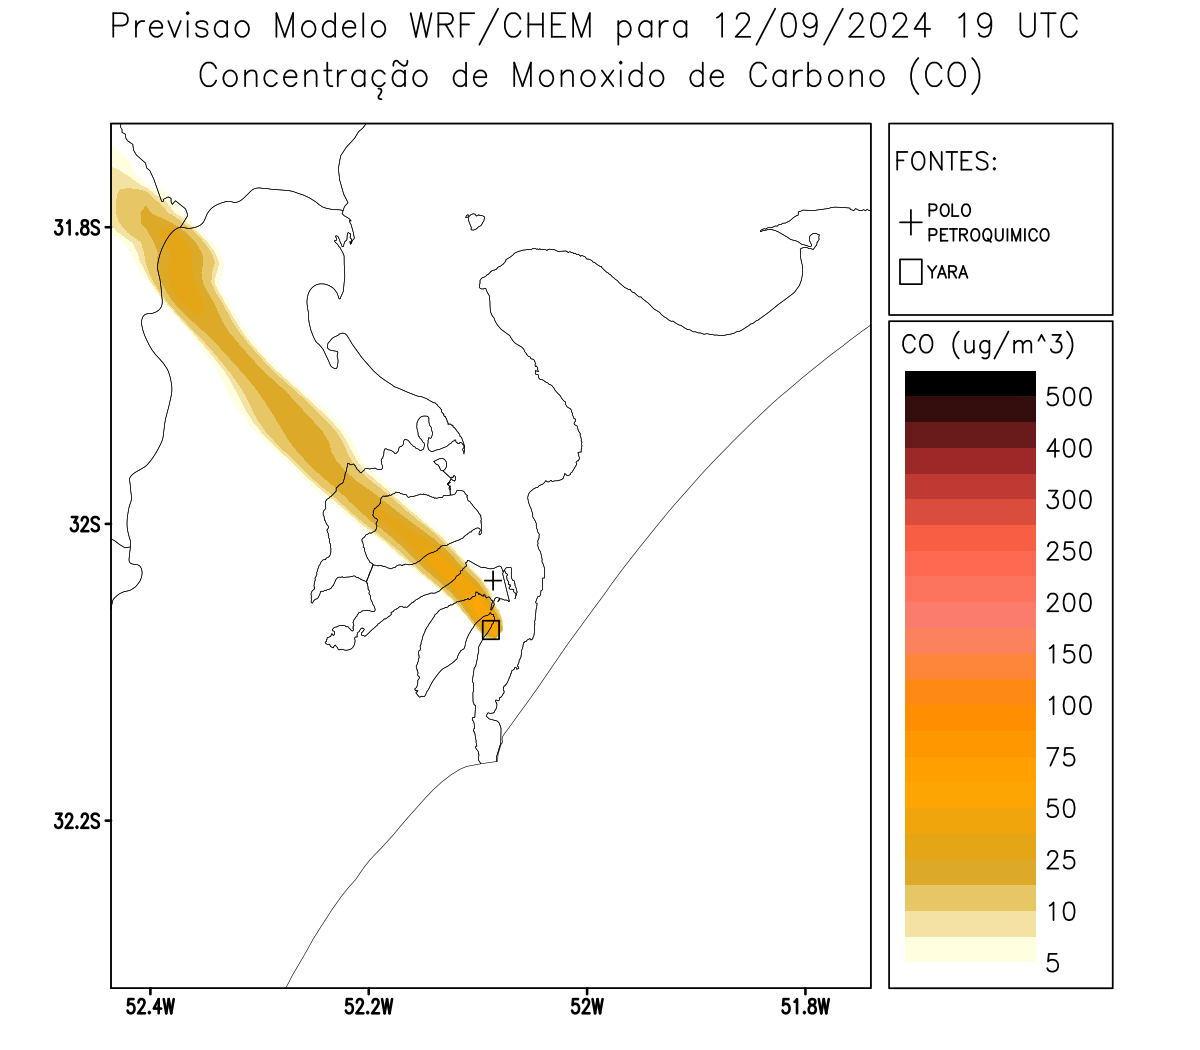 Previsao Modelo WRF/CHEM para 12/09/2024 19 UTC
Concentração de Monoxido de Carbono (CO)
FONTES:
POLO
PETROQUIMICO
YARA
CO (ug/m^3)
500
400
300
250
200
150
100
75
50
25
10
5
31.8S
32S
32.2S
52.4W
52.2W
52W
51.8W